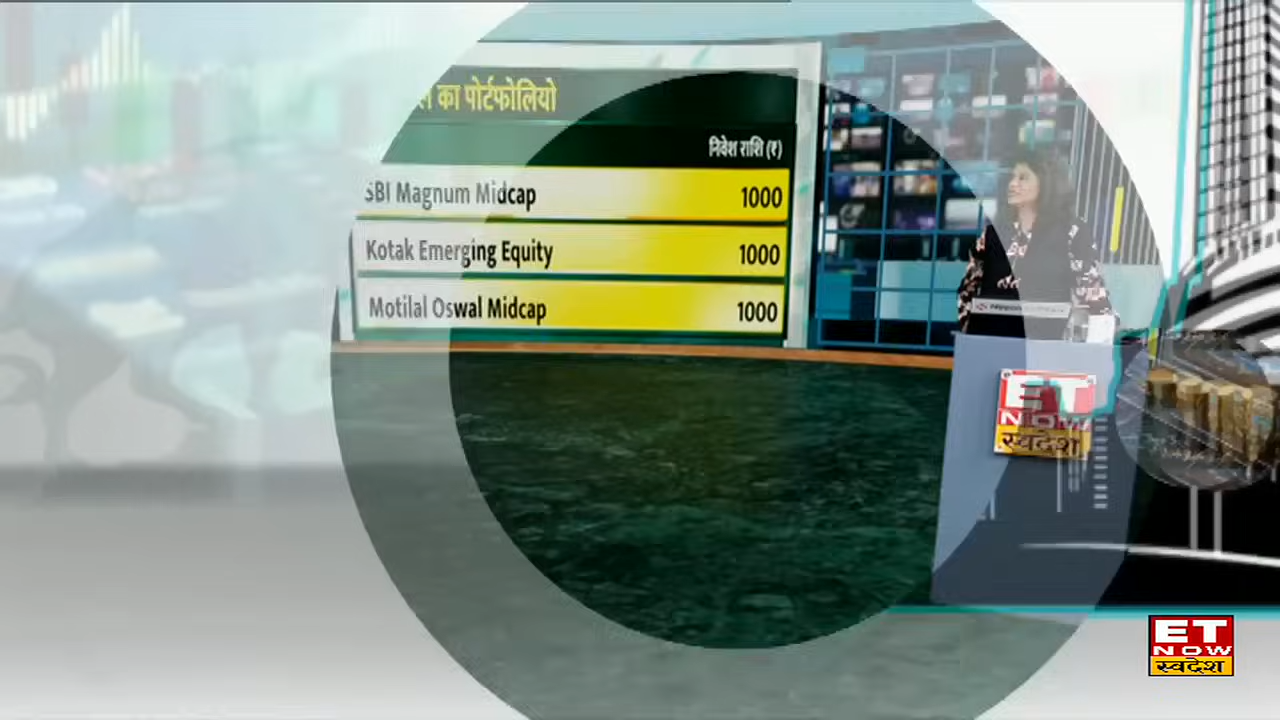 का पोर्टफोलियो
निवेश राशि (₹)
SBI Magnum Midcap 1000
Kotak Emerging Equity 1000
Motilal Oswal Midcap 1000
ET
NOW
स्वदेश
ET
NOW
स्वदेश